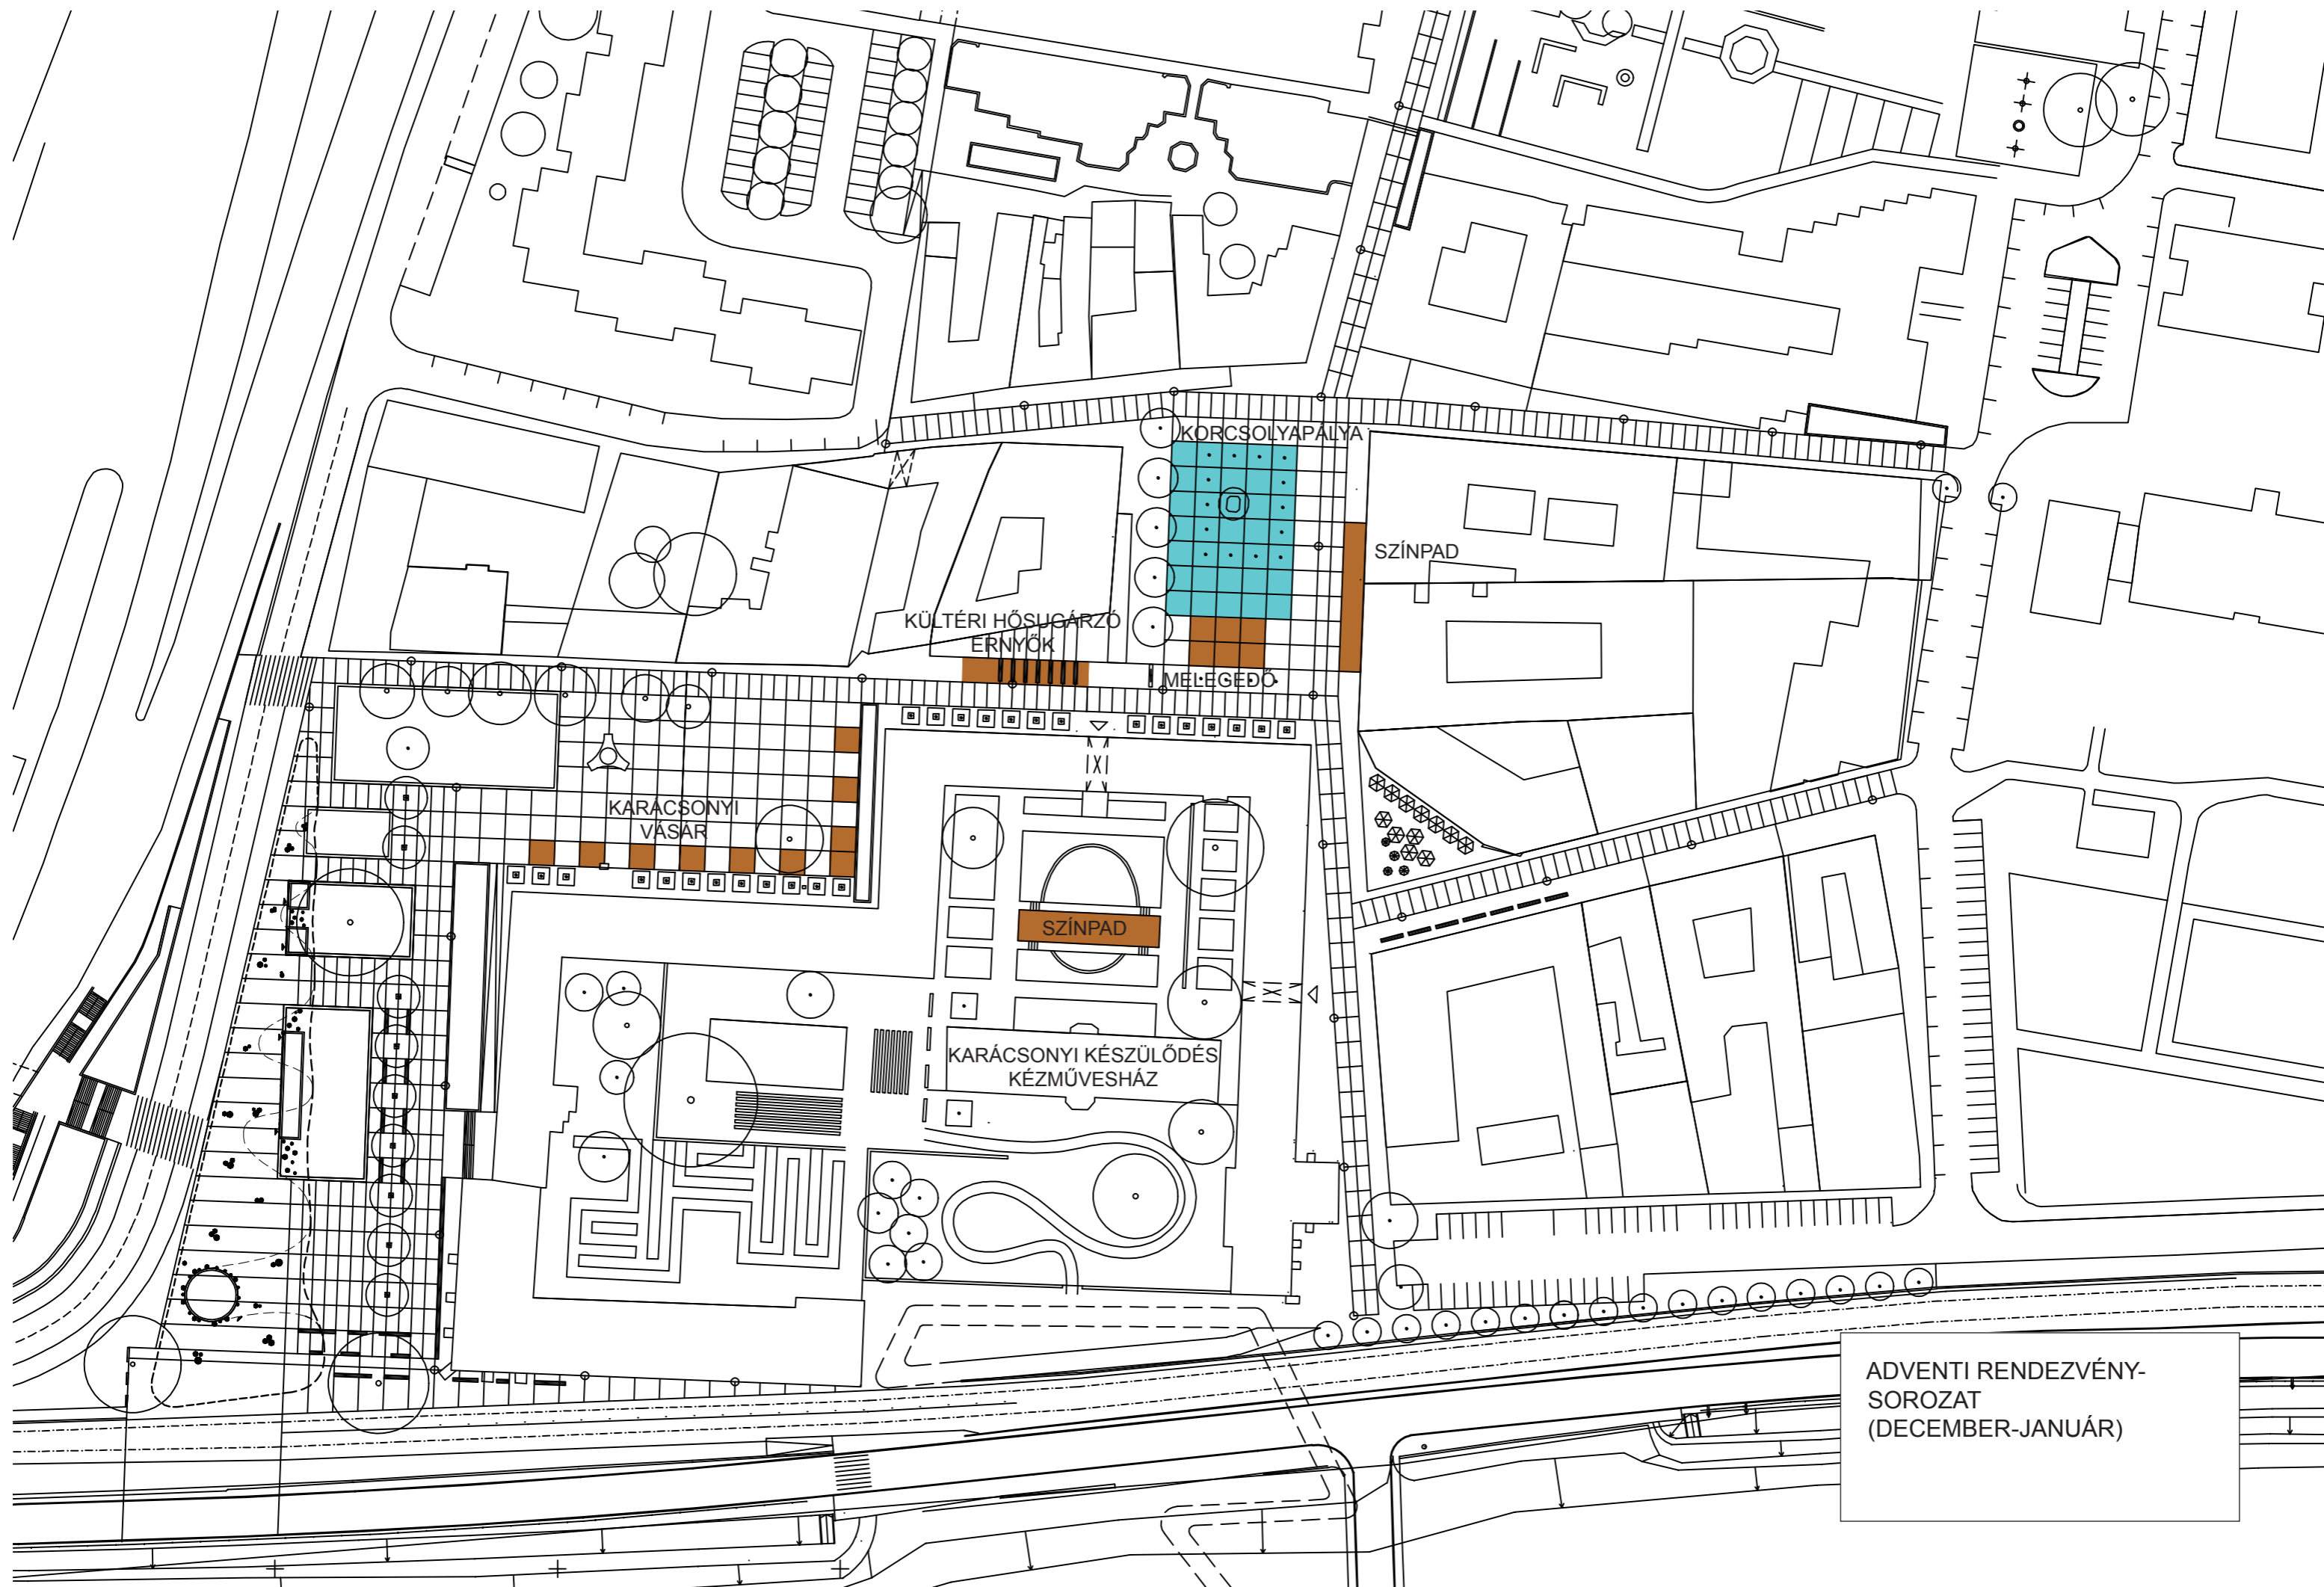 KORCSOLYAPÁLYA
SZÍNPAD
KÜLTÉRI HŐSUGÁRZÓ
ERNYŐK
MELEGEDŐ
KARÁCSONYI
VÁSÁR
SZÍNPAD
KARÁCSONYI KÉSZÜLŐDÉS
KÉZMŰVESHÁZ
ADVENTI RENDEZVÉNY-
SOROZAT
(DECEMBER-JANUÁR)